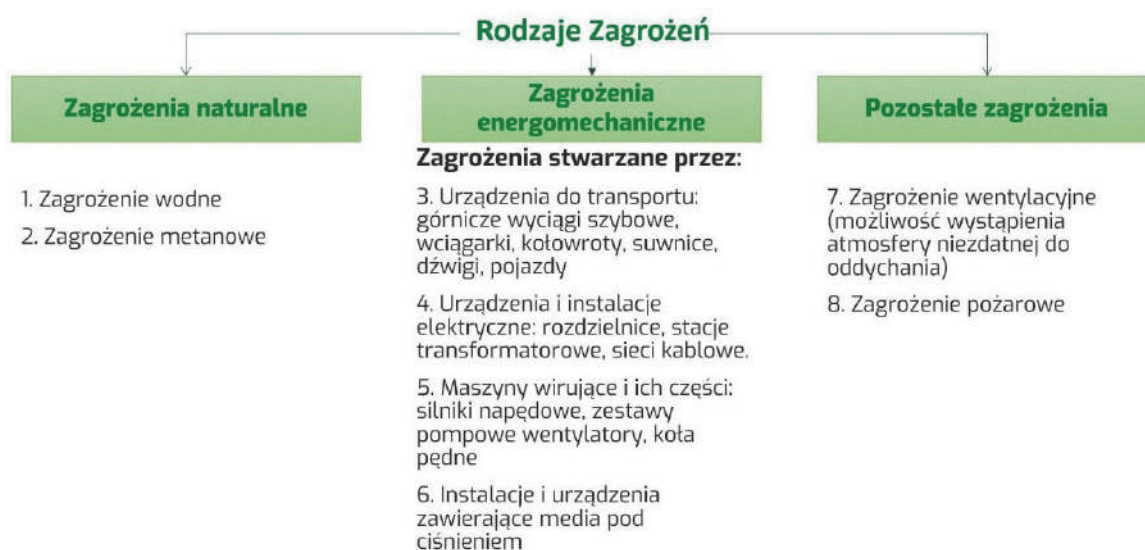 Rodzaje Zagrożeń
Zagrożenia naturalne
1. Zagrożenie wodne
2. Zagrożenie metanowe
Zagrożenia
energomechaniczne
Zagrożenia stwarzane przez:
3. Urządzenia do transportu:
górnicze wyciągi szybowe,
wciągarki, kołowroty, suwnice,
dźwigi, pojazdy
4. Urządzenia i instalacje
elektryczne: rozdzielnice, stacje
transformatorowe, sieci kablowe.
5. Maszyny wirujące i ich części:
silniki napędowe, zestawy
pompowe wentylatory, koła
pędne
6. Instalacje i urządzenia
zawierające media pod
ciśnieniem
Pozostałe zagrożenia
7. Zagrożenie wentylacyjne
(możliwość wystąpienia
atmosfery niezdatnej do
oddychania)
8. Zagrożenie pożarowe